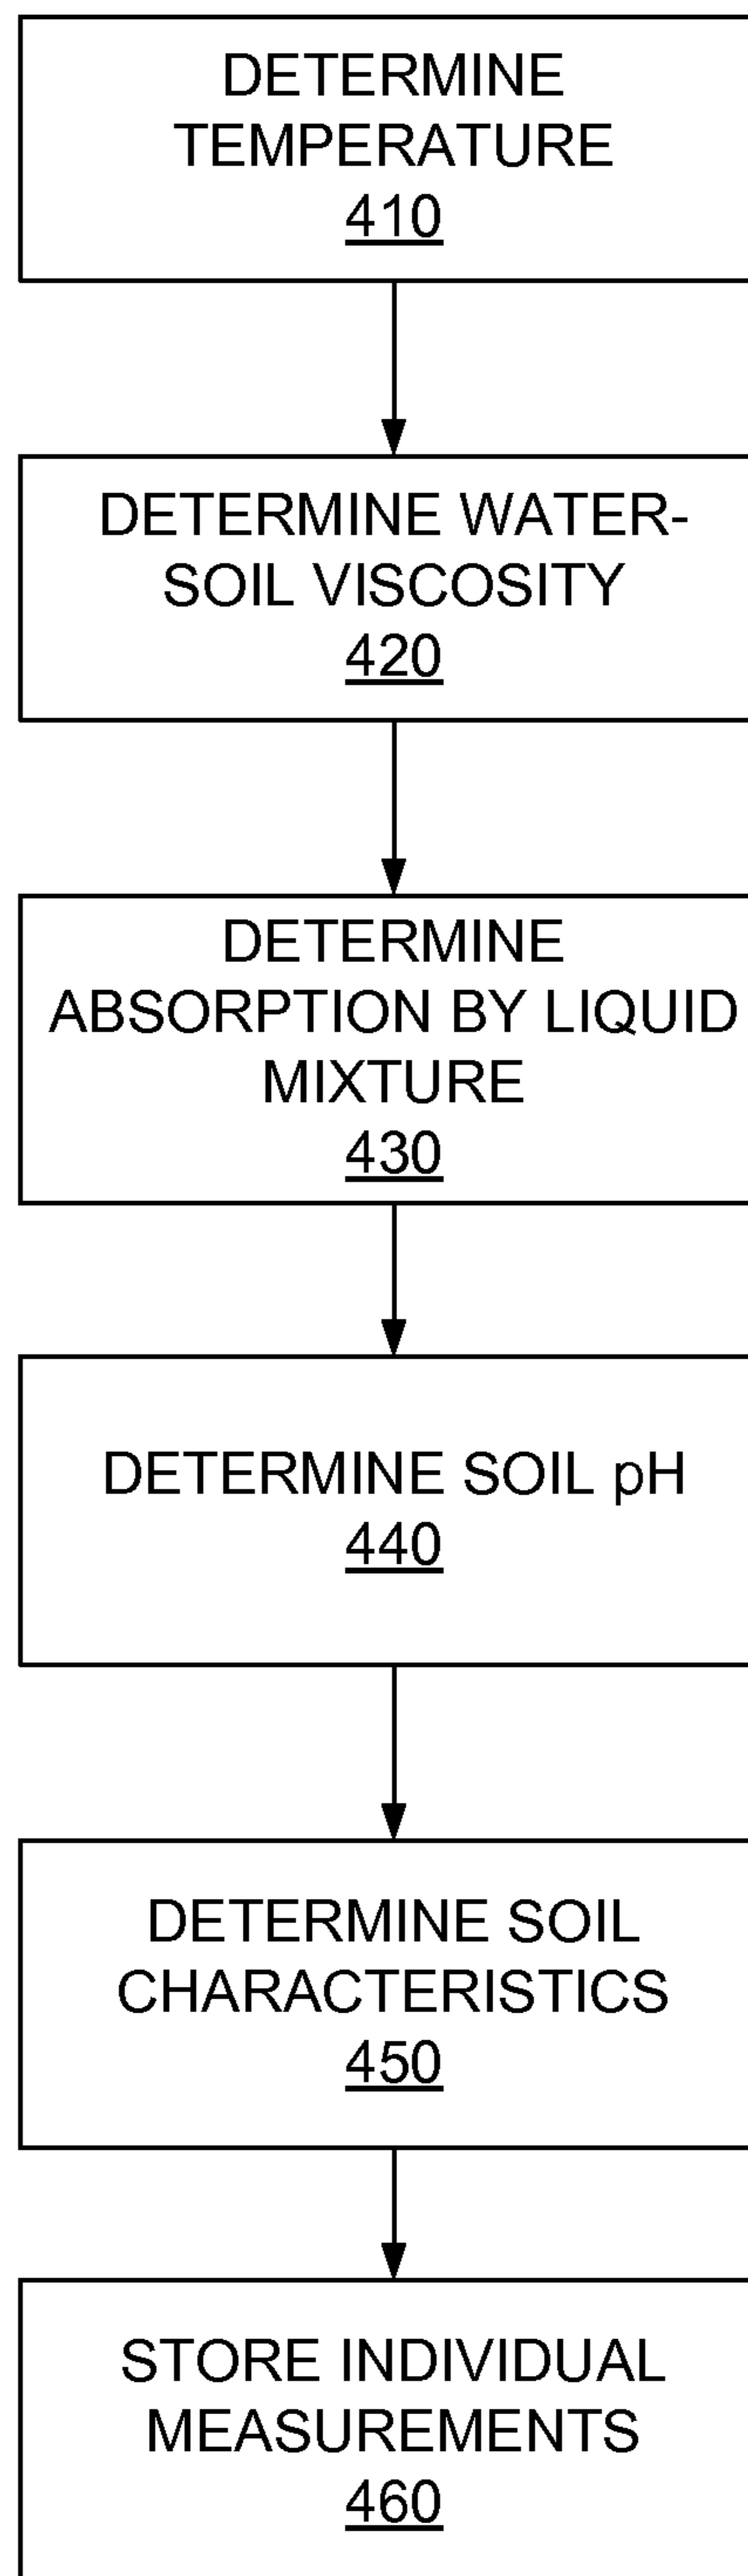 DETERMINE
TEMPERATURE
410
DETERMINE WATER-
SOIL VISCOSITY
420
DETERMINE
ABSORPTION BY LIQUID
MIXTURE
430
DETERMINE SOIL pH
440
DETERMINE SOIL
CHARACTERISTICS
450
STORE INDIVIDUAL
MEASUREMENTS
460